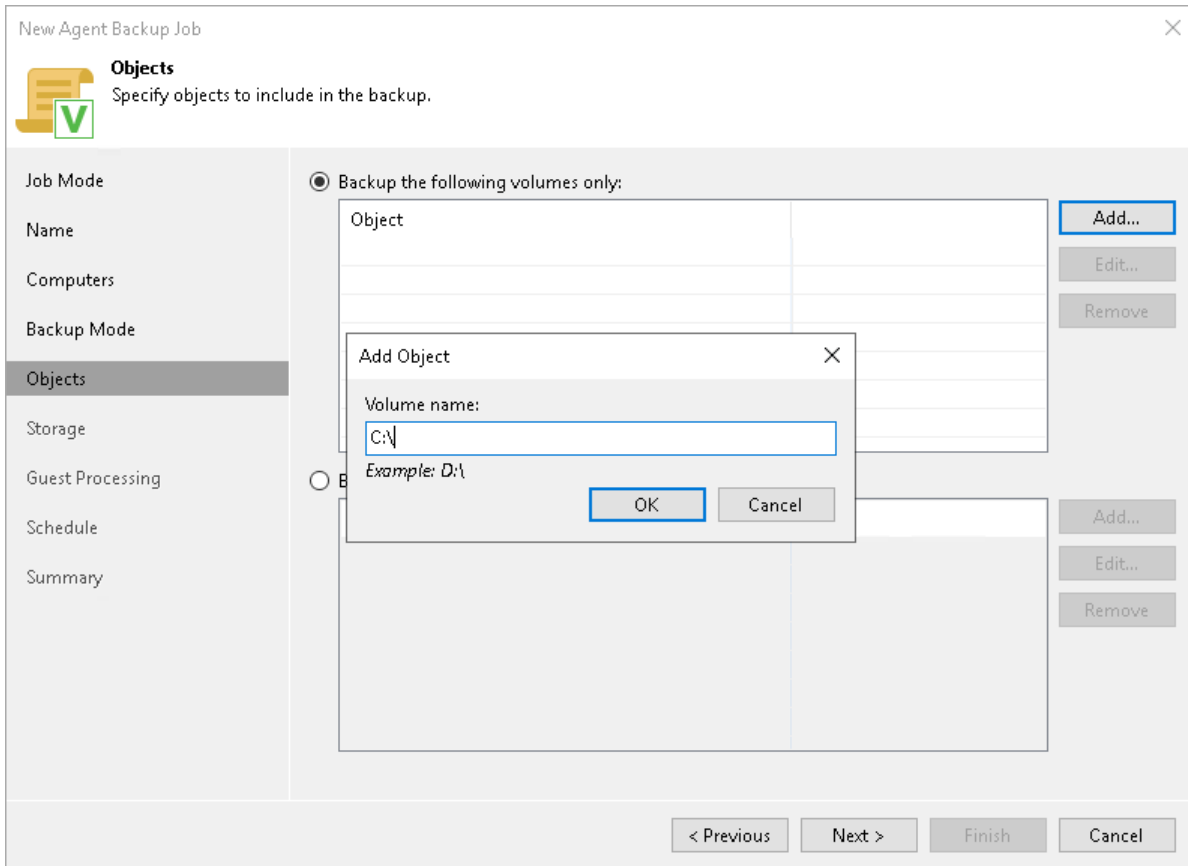 New Agent Backup Job
Objects
Specify objects to include in the backup.
Job Mode
Name
Computers
Backup Mode
Objects
Storage
Guest Processing
Schedule
Summary
Backup the following volumes only:
Object
Add...
Edit...
Remove
Add Object
Volume name:
C:\
Example: D:\
OK Cancel
Add...
Edit...
Remove
< Previous Next > Finish Cancel